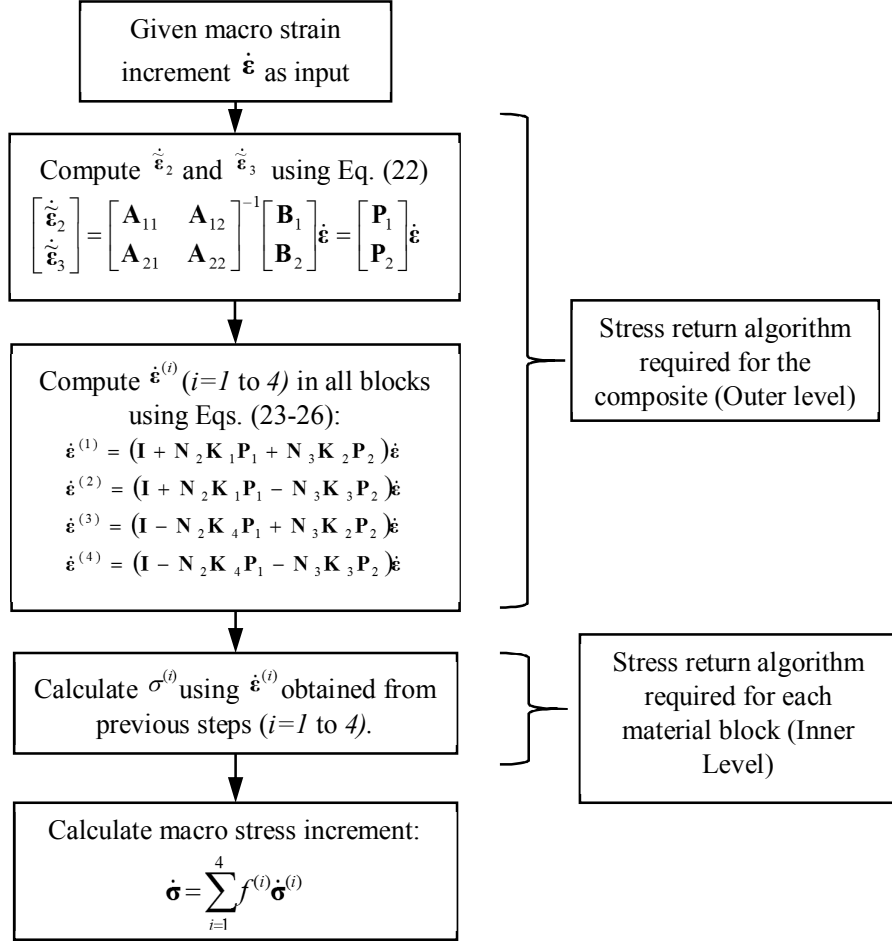 Given macro strain
increment ε̇ as input
Compute ε̃̇₂ and ε̃̇₃ using Eq. (22)
[ε̃̇₂; ε̃̇₃] = [A₁₁ A₁₂; A₂₁ A₂₂]⁻¹ [B₁; B₂] ε̇ = [P₁; P₂] ε̇
Compute ε̇⁽ⁱ⁾ (i=1 to 4) in all blocks
using Eqs. (23-26):
ε̇⁽¹⁾ = (I + N₂K₁P₁ + N₃K₂P₂)ε̇
ε̇⁽²⁾ = (I + N₂K₁P₁ − N₃K₃P₂)ε̇
ε̇⁽³⁾ = (I − N₂K₄P₁ + N₃K₂P₂)ε̇
ε̇⁽⁴⁾ = (I − N₂K₄P₁ − N₃K₃P₂)ε̇
Stress return algorithm
required for the
composite (Outer level)
Calculate σ⁽ⁱ⁾ using ε̇⁽ⁱ⁾ obtained from
previous steps (i=1 to 4).
Stress return algorithm
required for each
material block (Inner
Level)
Calculate macro stress increment:
σ̇ = ∑ᵢ₌₁⁴ f⁽ⁱ⁾σ̇⁽ⁱ⁾